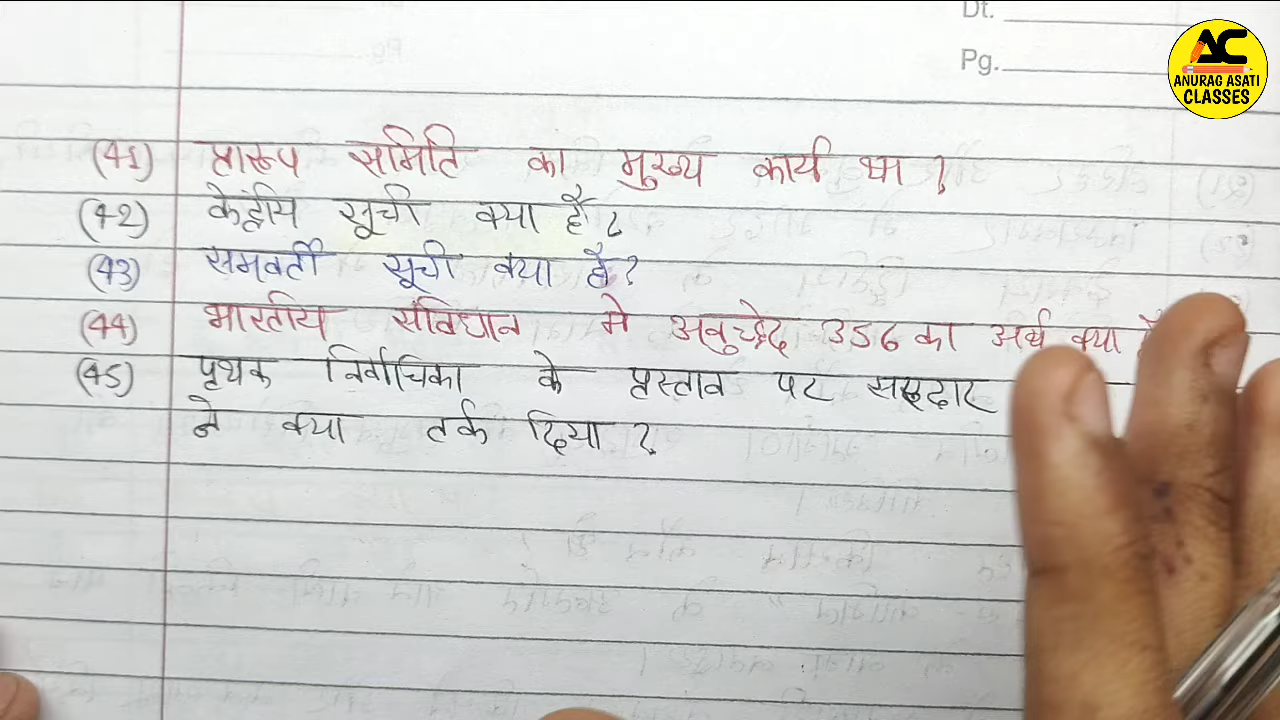 Dt.
Pg.
AC
ANURAG ASATI
CLASSES
(41) प्रारूप समिति का मुख्य कार्य था ?
(42) केंद्रीय सूची क्या है ?
(43) समवर्ती सूची क्या है ?
(44) भारतीय संविधान मे अनुच्छेद 356 का अर्थ क्या है
(45) पृथक निर्वाचिका के प्रस्ताव पर सरदार
ने क्या तर्क दिया ?